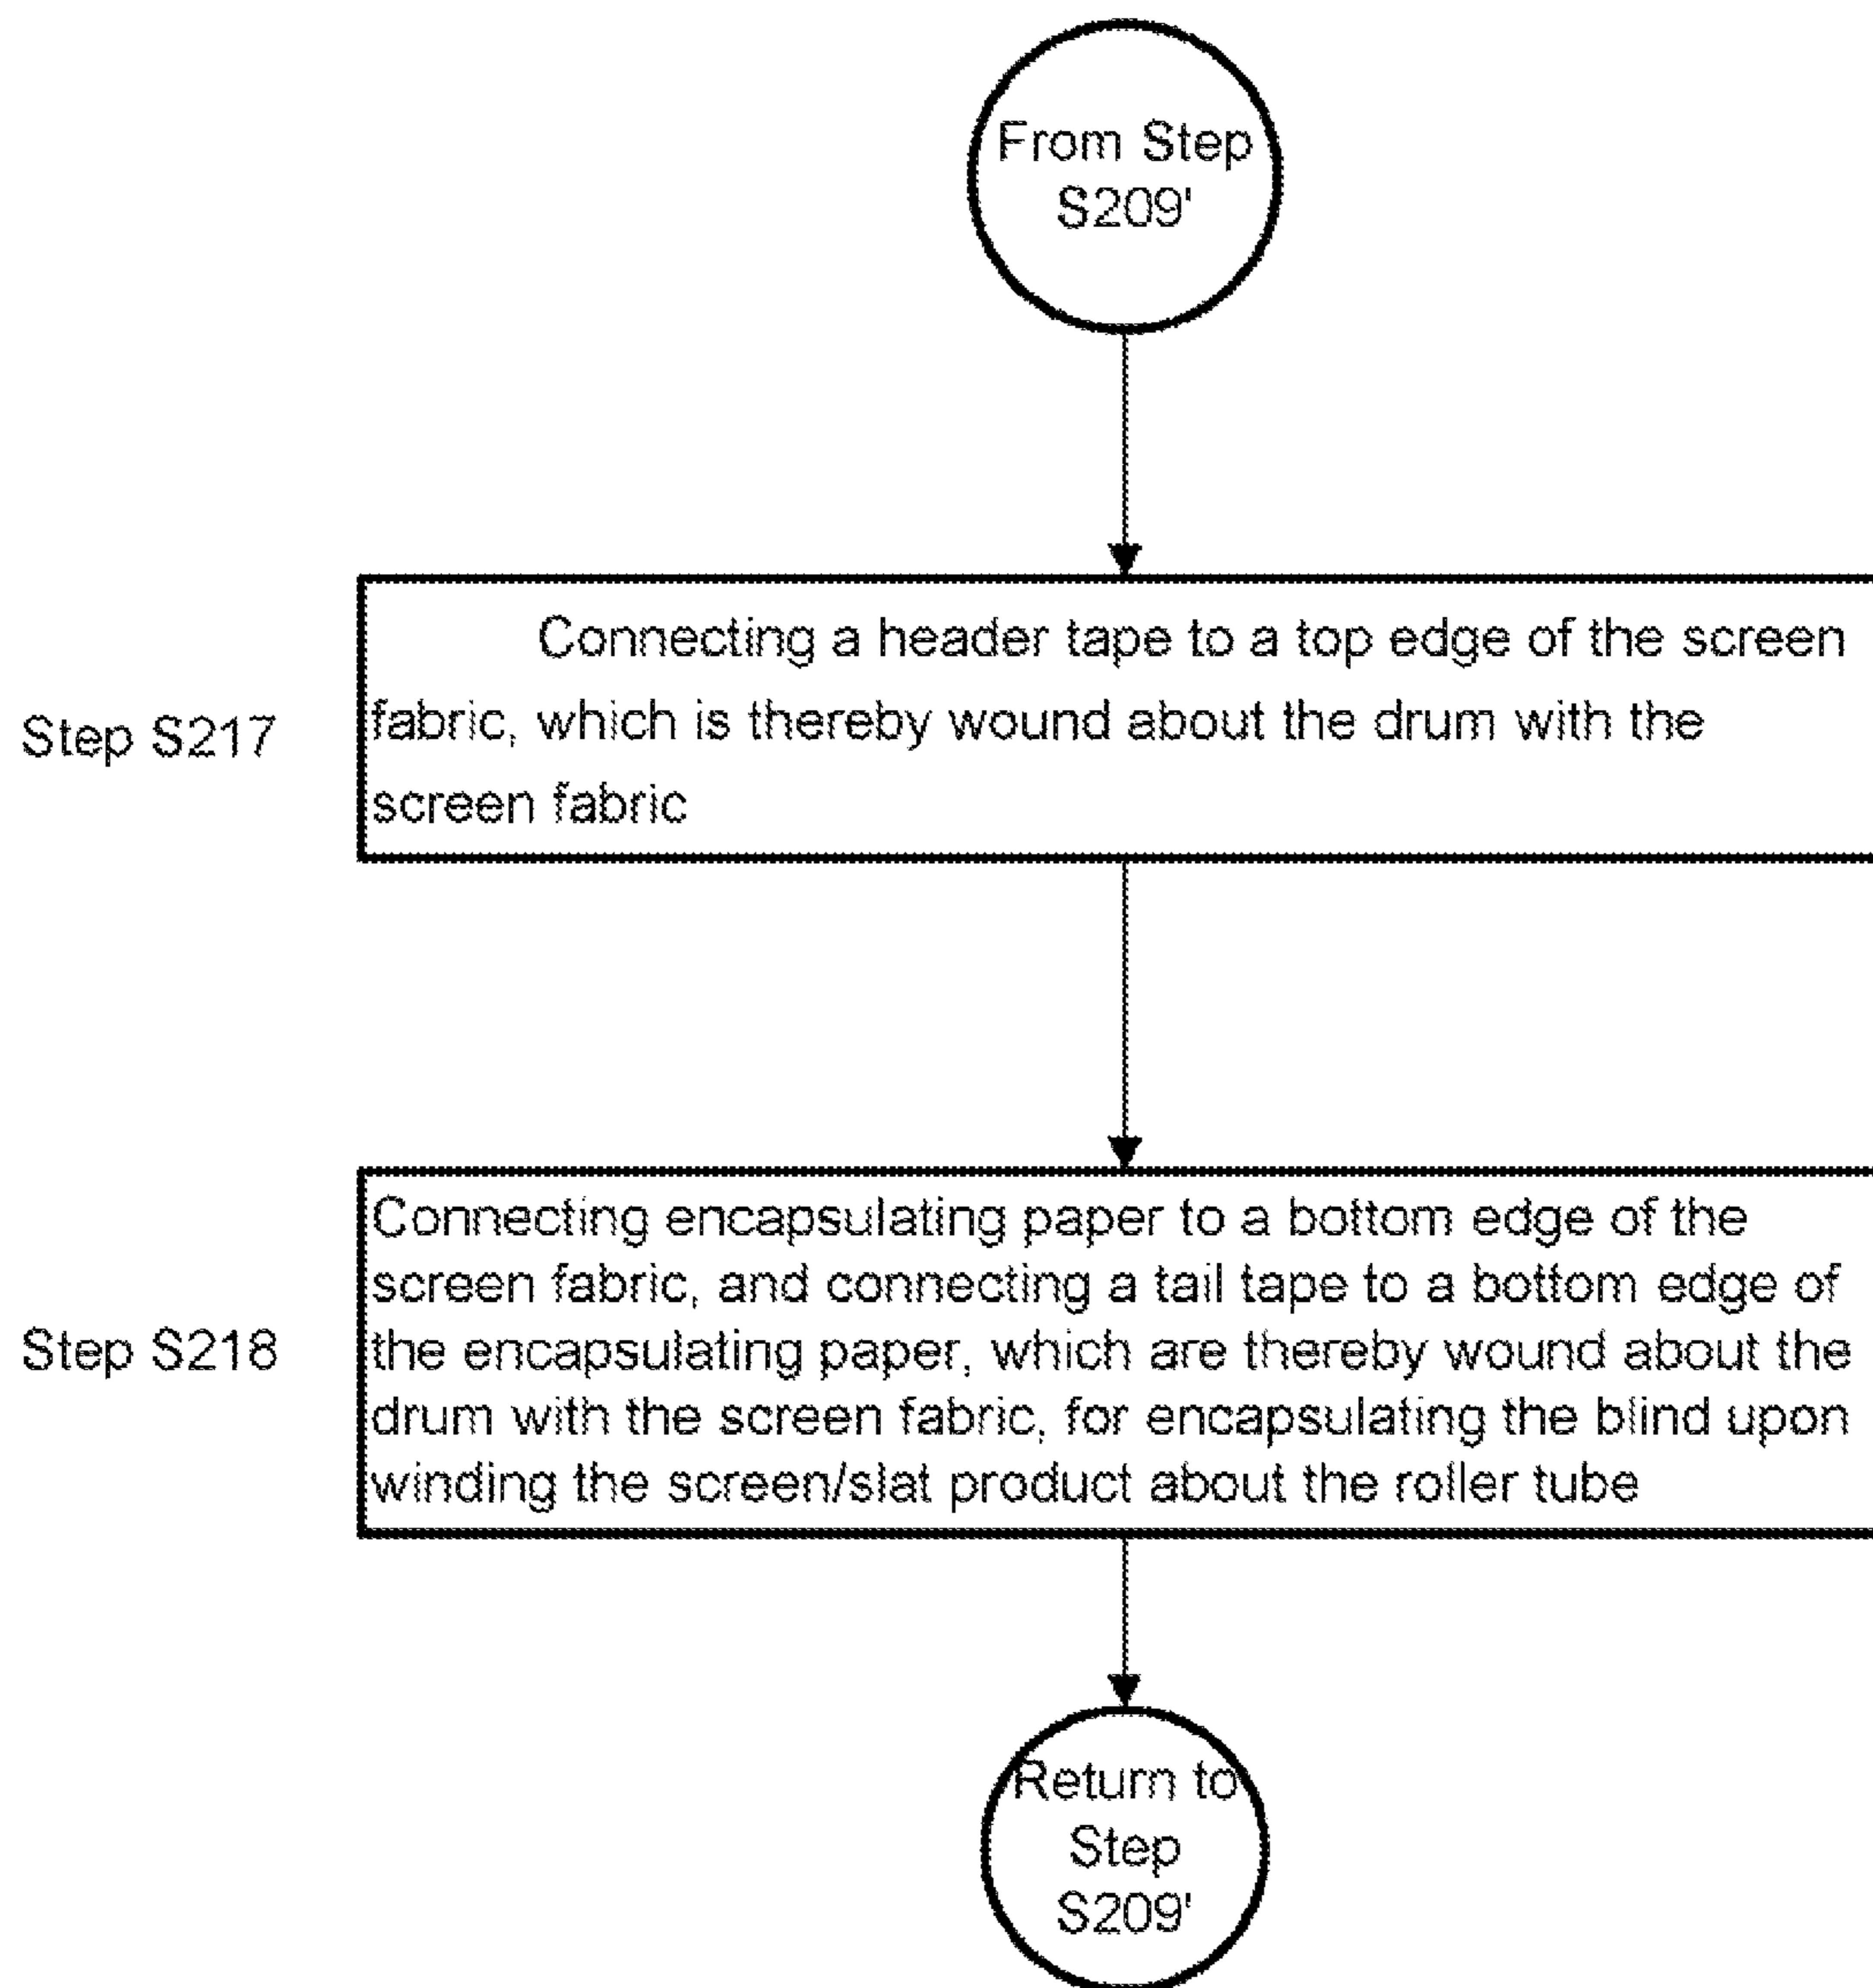 From Step
S209'
Step S217
Connecting a header tape to a top edge of the screen
fabric, which is thereby wound about the drum with the
screen fabric
Step S218
Connecting encapsulating paper to a bottom edge of the
screen fabric, and connecting a tail tape to a bottom edge of
the encapsulating paper, which are thereby wound about the
drum with the screen fabric, for encapsulating the blind upon
winding the screen/slat product about the roller tube
Return to
Step
S209'